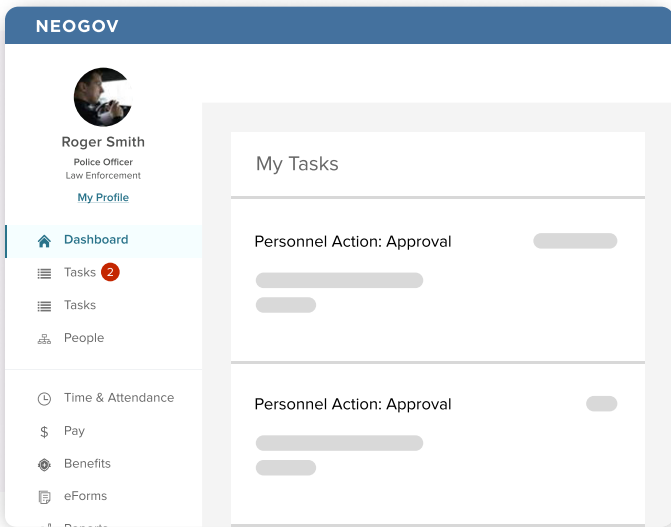 NEOGOV
Roger Smith
Police Officer
Law Enforcement
My Profile
Dashboard
Tasks 2
Tasks
People
Time & Attendance
Pay
Benefits
eForms
My Tasks
Personnel Action: Approval
Personnel Action: Approval